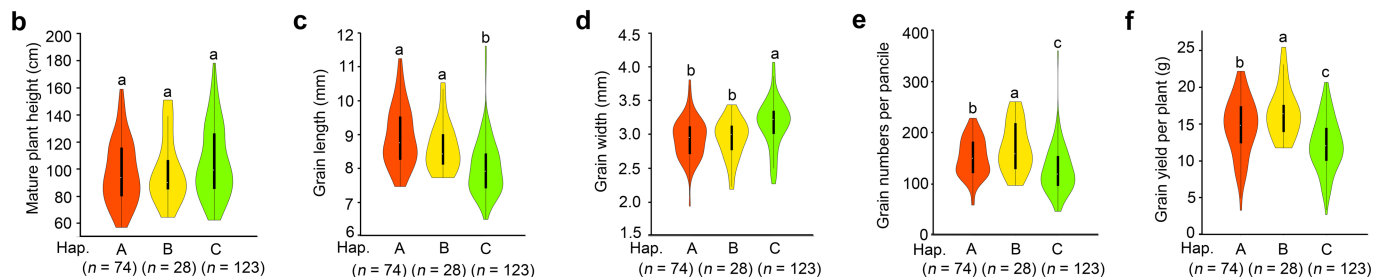 b
Mature plant height (cm)
200
180
160
140
120
100
80
60
a a a
Hap. A B C
(n = 74) (n = 28) (n = 123)
c
Grain length (mm)
12
11
10
9
8
7
6
a a b
Hap. A B C
(n = 74) (n = 28) (n = 123)
d
Grain width (mm)
4.5
4.0
3.5
3.0
2.5
2.0
1.5
b b a
Hap. A B C
(n = 74) (n = 28) (n = 123)
e
Grain numbers per pancile
400
300
200
100
0
b a c
Hap. A B C
(n = 74) (n = 28) (n = 123)
f
Grain yield per plant (g)
25
20
15
10
5
0
b a c
Hap. A B C
(n = 74) (n = 28) (n = 123)